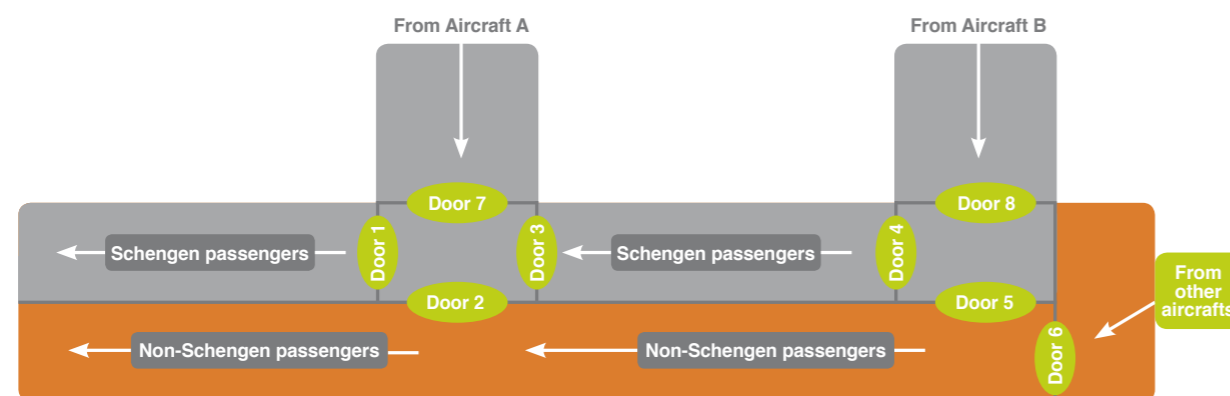 From Aircraft A
From Aircraft B
Door 7
Door 8
Schengen passengers
Door 1
Door 3
Schengen passengers
Door 4
Door 2
Door 5
From
other
aircrafts
Non-Schengen passengers
Non-Schengen passengers
Door 6